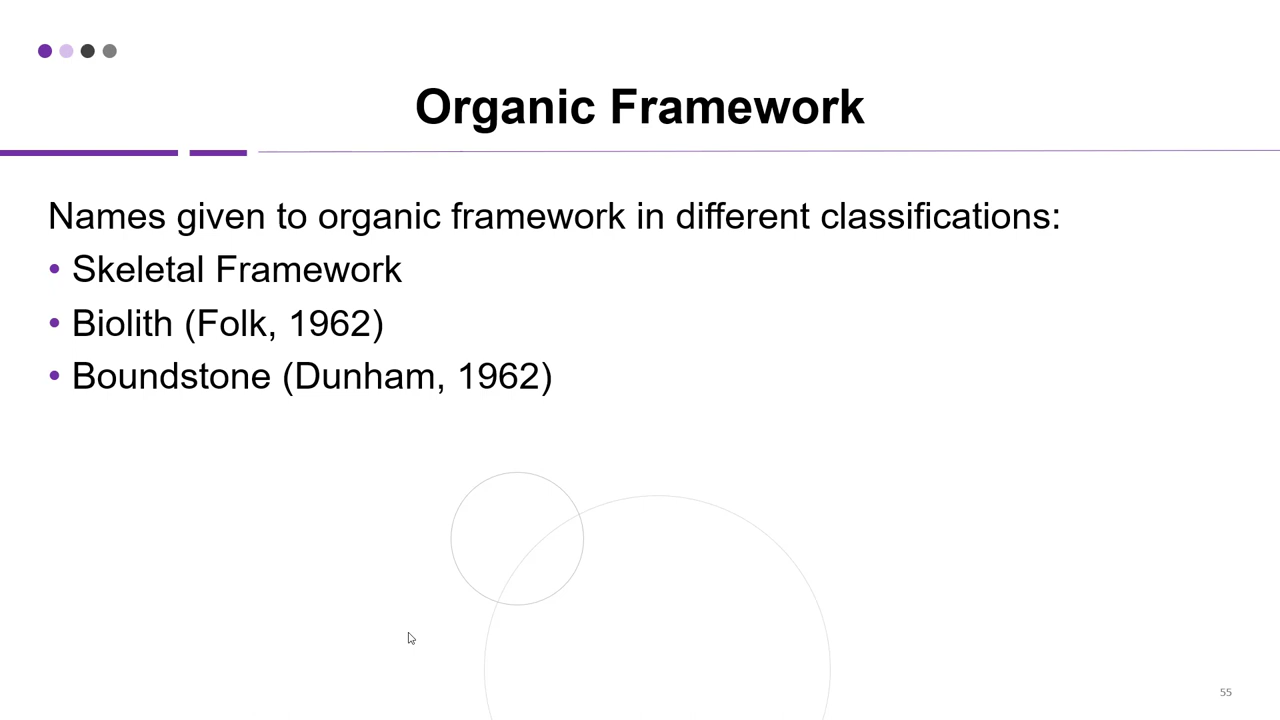 Organic Framework
Names given to organic framework in different classifications:
• Skeletal Framework
• Biolith (Folk, 1962)
• Boundstone (Dunham, 1962)
55